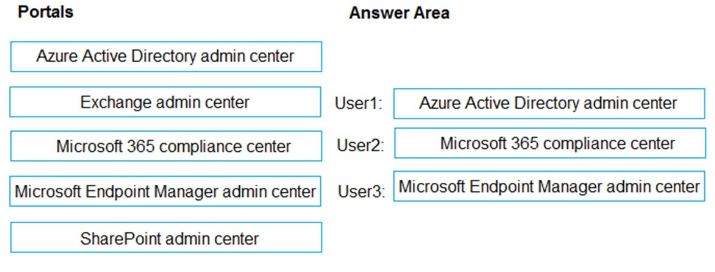 Portals
Answer Area
Azure Active Directory admin center
Exchange admin center
Microsoft 365 compliance center
Microsoft Endpoint Manager admin center
SharePoint admin center
User1: Azure Active Directory admin center
User2: Microsoft 365 compliance center
User3: Microsoft Endpoint Manager admin center